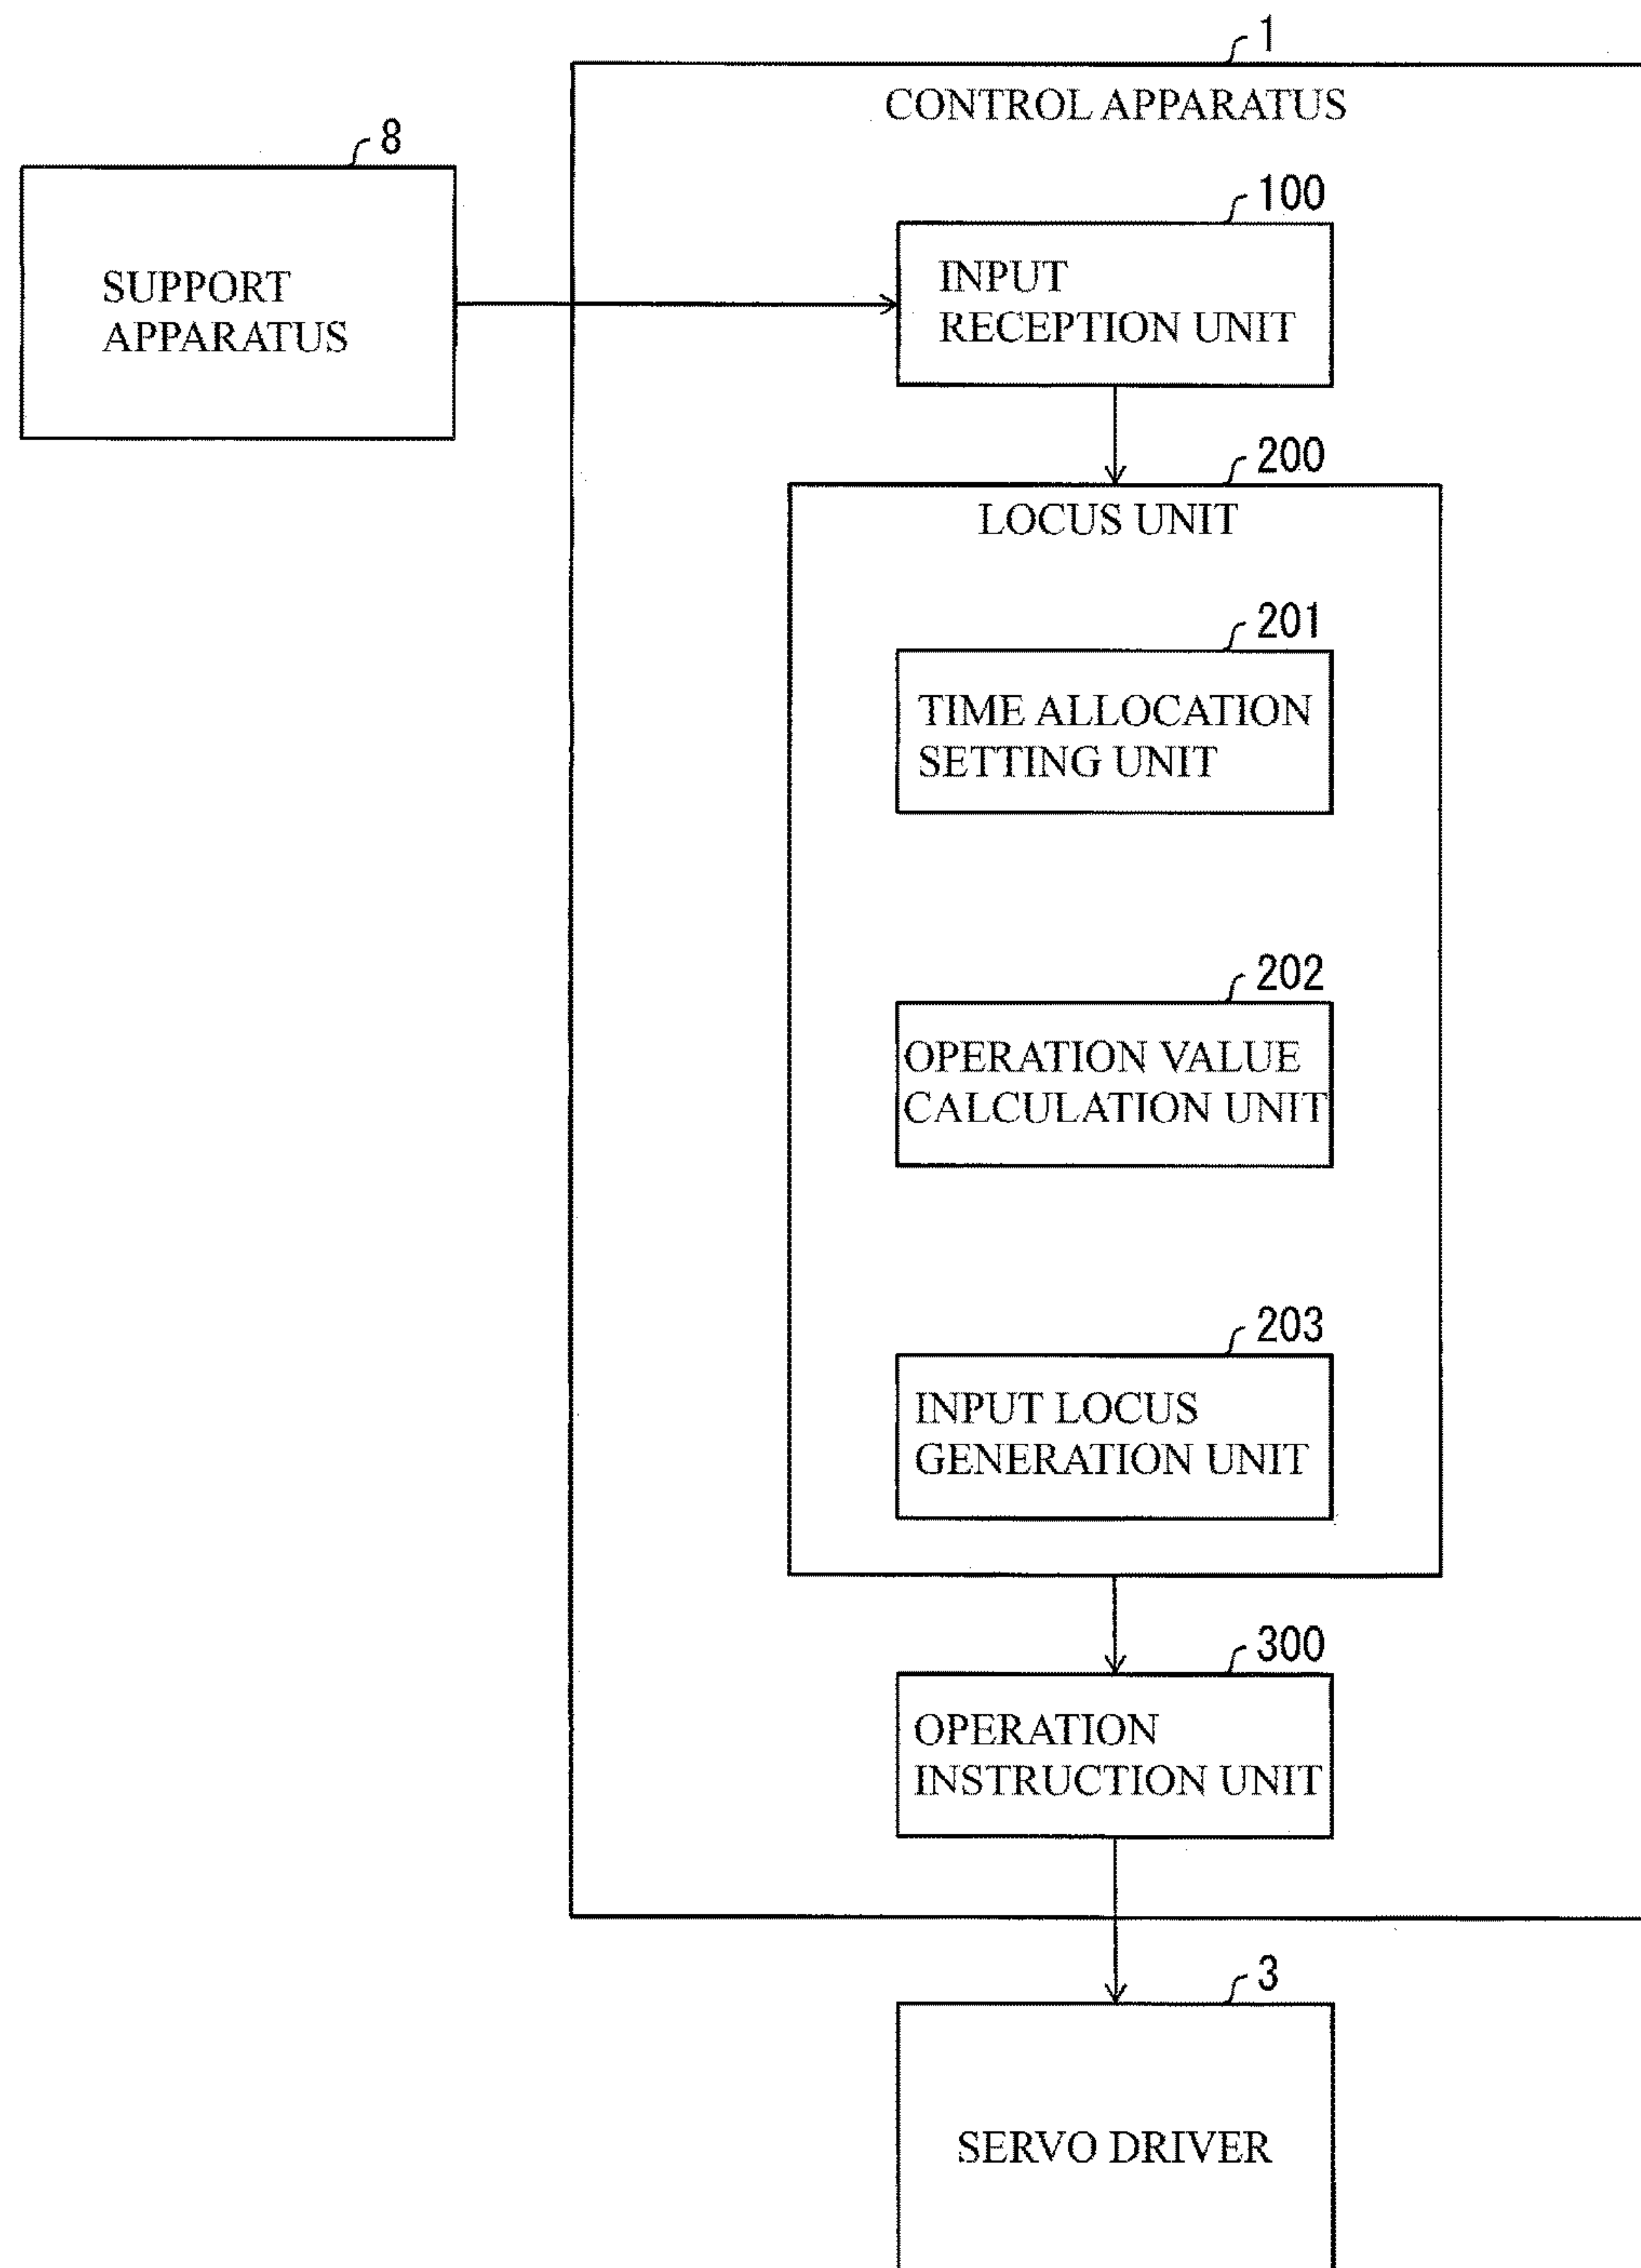 1
CONTROL APPARATUS
8
SUPPORT
APPARATUS
100
INPUT
RECEPTION UNIT
200
LOCUS UNIT
201
TIME ALLOCATION
SETTING UNIT
202
OPERATION VALUE
CALCULATION UNIT
203
INPUT LOCUS
GENERATION UNIT
300
OPERATION
INSTRUCTION UNIT
3
SERVO DRIVER